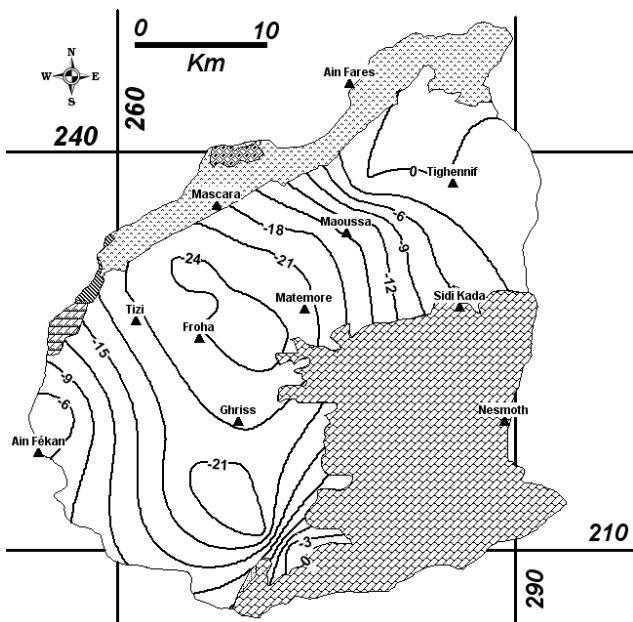 0 10
Km
N
W E
S
Ain Fares
260
240
0
Tighennif
Mascara
-18
-6
Maoussa
-9
-24
-21
-12
Matemore
Sidi Kada
Tizi
Froha
-15
-9
-6
Ghriss
Nesmoth
Ain Fékan
-21
210
-3
0
290